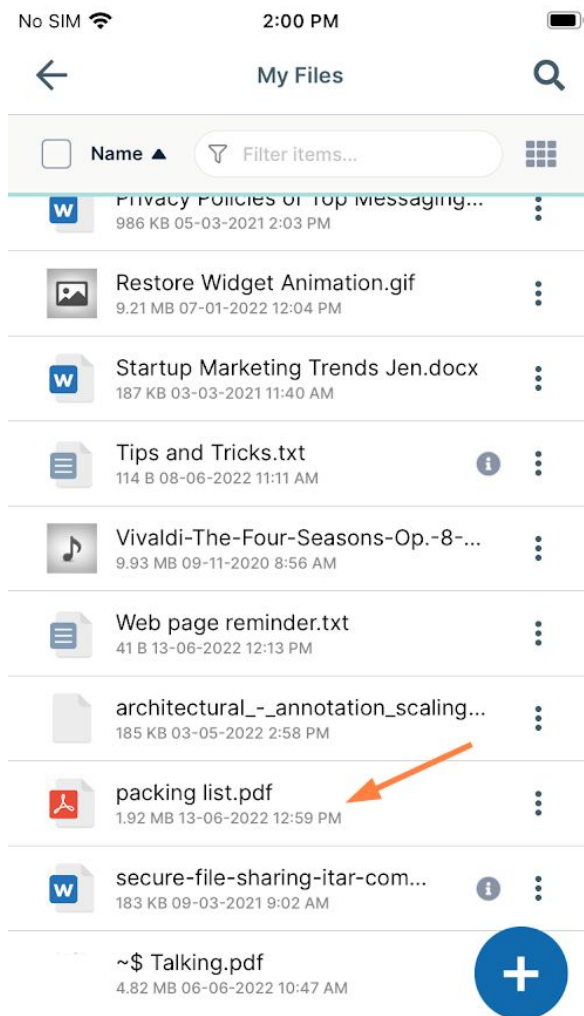 No SIM 2:00 PM
My Files
Name ▲ Filter items...
Privacy Policies of Top Messaging...
986 KB 05-03-2021 2:03 PM
Restore Widget Animation.gif
9.21 MB 07-01-2022 12:04 PM
W Startup Marketing Trends Jen.docx
187 KB 03-03-2021 11:40 AM
Tips and Tricks.txt
114 B 08-06-2022 11:11 AM
Vivaldi-The-Four-Seasons-Op.-8-...
9.93 MB 09-11-2020 8:56 AM
Web page reminder.txt
41 B 13-06-2022 12:13 PM
architectural_-_annotation_scaling...
185 KB 03-05-2022 2:58 PM
packing list.pdf
1.92 MB 13-06-2022 12:59 PM
W secure-file-sharing-itar-com...
183 KB 09-03-2021 9:02 AM
~$ Talking.pdf
4.82 MB 06-06-2022 10:47 AM